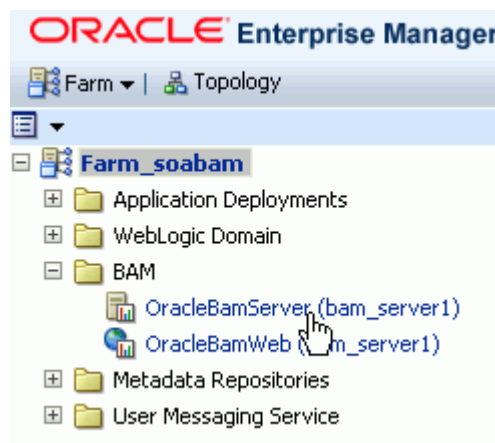 ORACLE Enterprise Manager
Farm | Topology
Farm_soabam
Application Deployments
WebLogic Domain
BAM
OracleBamServer (bam_server1)
OracleBamWeb m_server1)
Metadata Repositories
User Messaging Service